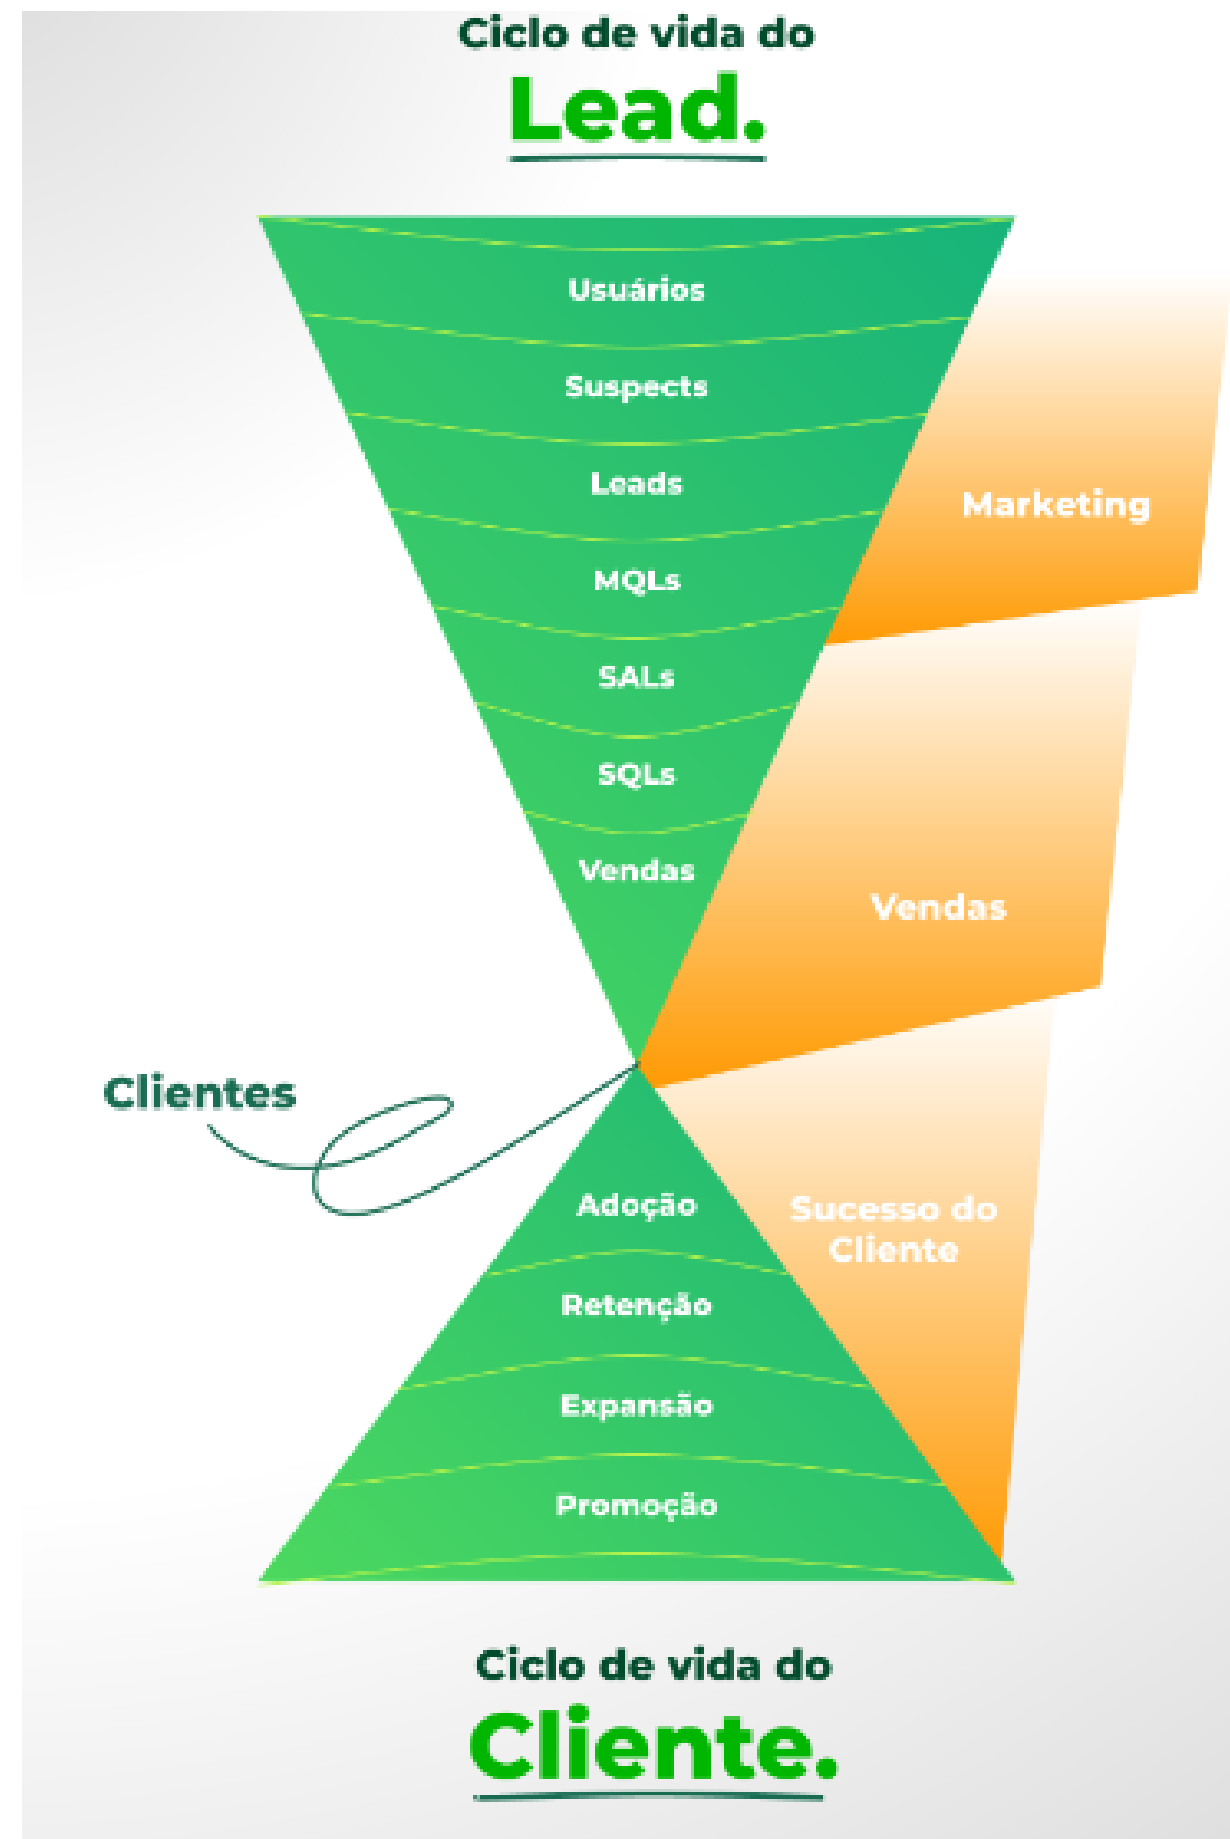 Ciclo de vida do
Lead.
Usuários
Suspects
Leads
Marketing
MQLs
SALs
SQLs
Vendas
Vendas
Clientes
Adoção
Sucesso do
Cliente
Retenção
Expansão
Promoção
Ciclo de vida do
Cliente.